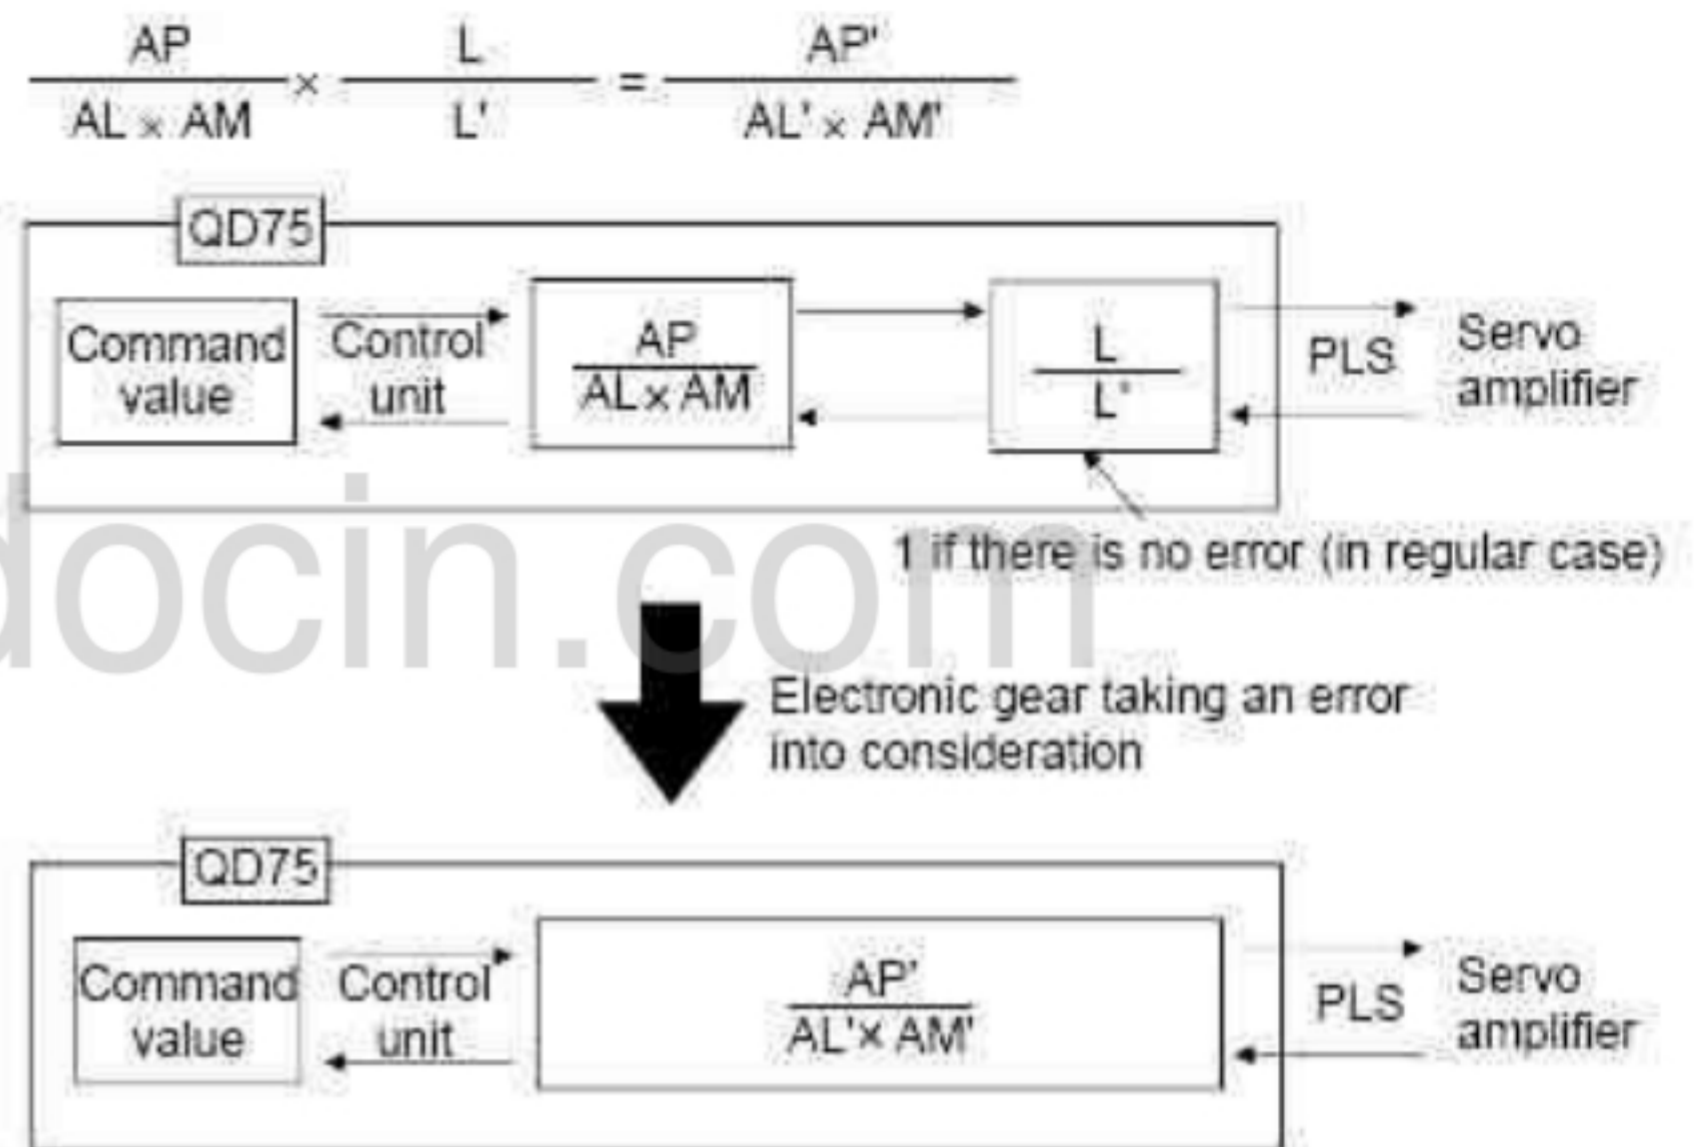 AP / AL × AM × L / L' = AP' / AL' × AM'
QD75
Command value
Control unit
AP
AL × AM
L
L'
PLS
Servo amplifier
1 if there is no error (in regular case)
docin.com
Electronic gear taking an error
into consideration
QD75
Command value
Control unit
AP'
AL' × AM'
PLS
Servo amplifier